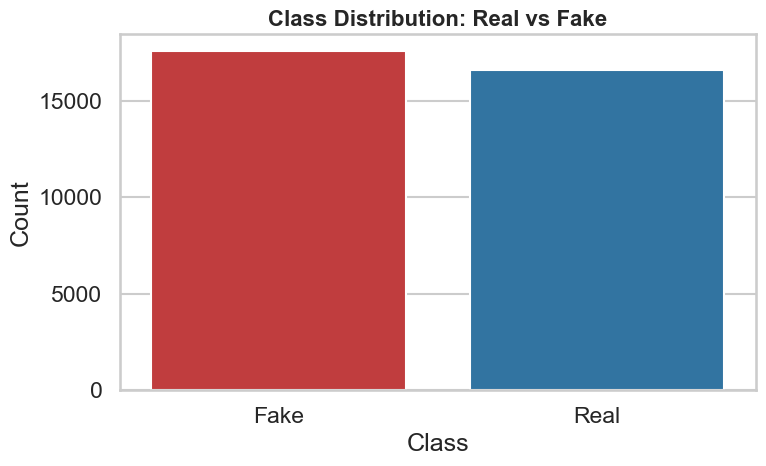 Class Distribution: Real vs Fake
15000
10000
5000
0
Count
Fake Real
Class